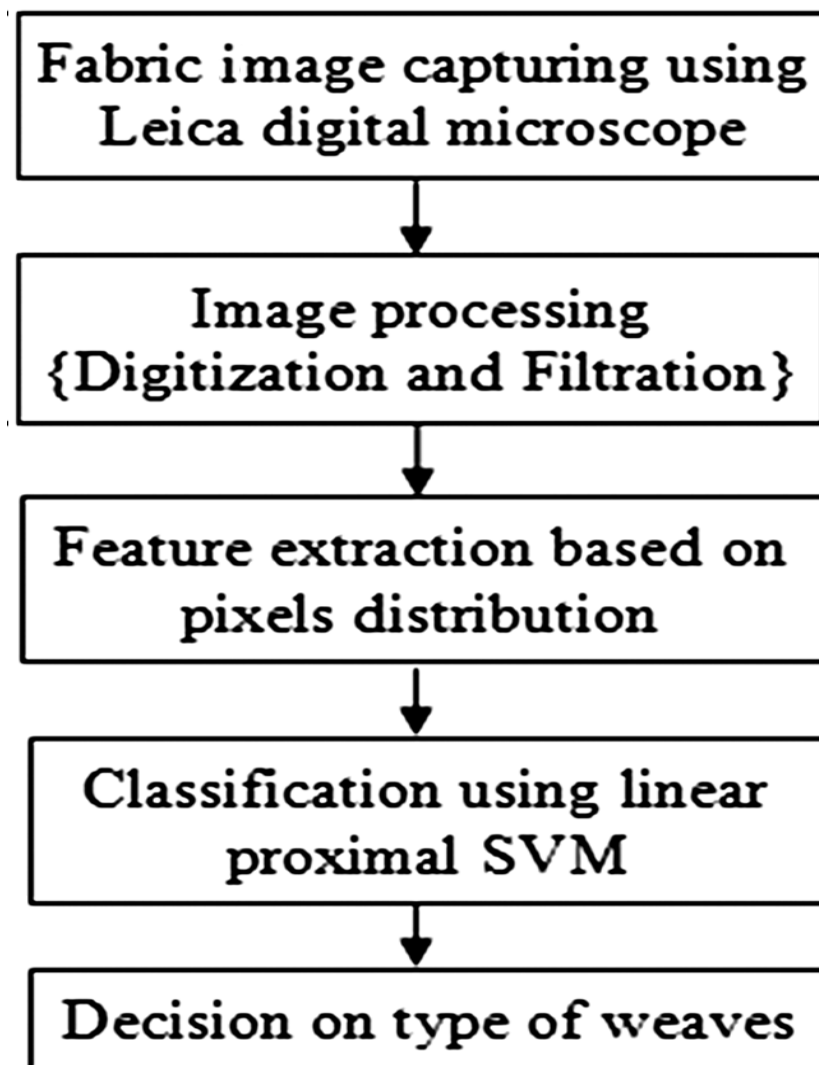 Fabric image capturing using
Leica digital microscope
Image processing
{Digitization and Filtration}
Feature extraction based on
pixels distribution
Classification using linear
proximal SVM
Decision on type of weaves